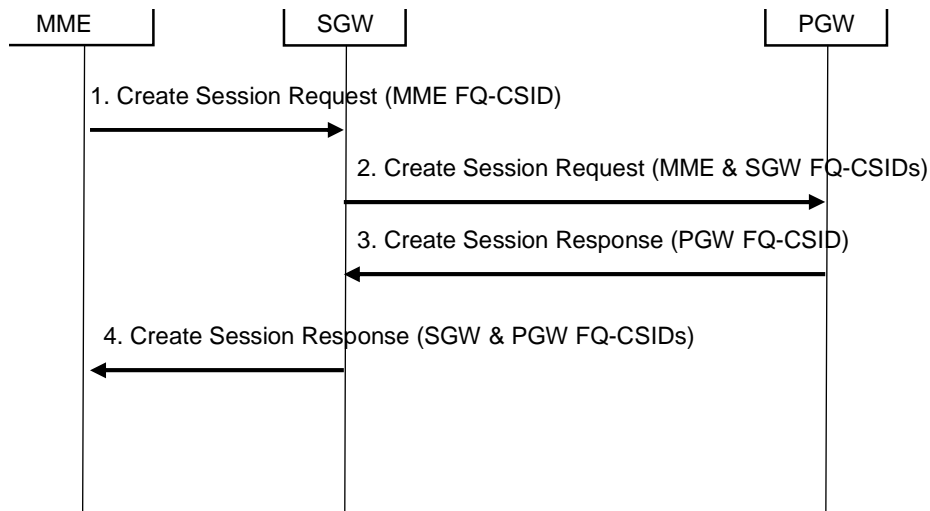 MME
SGW
PGW
1. Create Session Request (MME FQ-CSID)
2. Create Session Request (MME & SGW FQ-CSIDs)
3. Create Session Response (PGW FQ-CSID)
4. Create Session Response (SGW & PGW FQ-CSIDs)